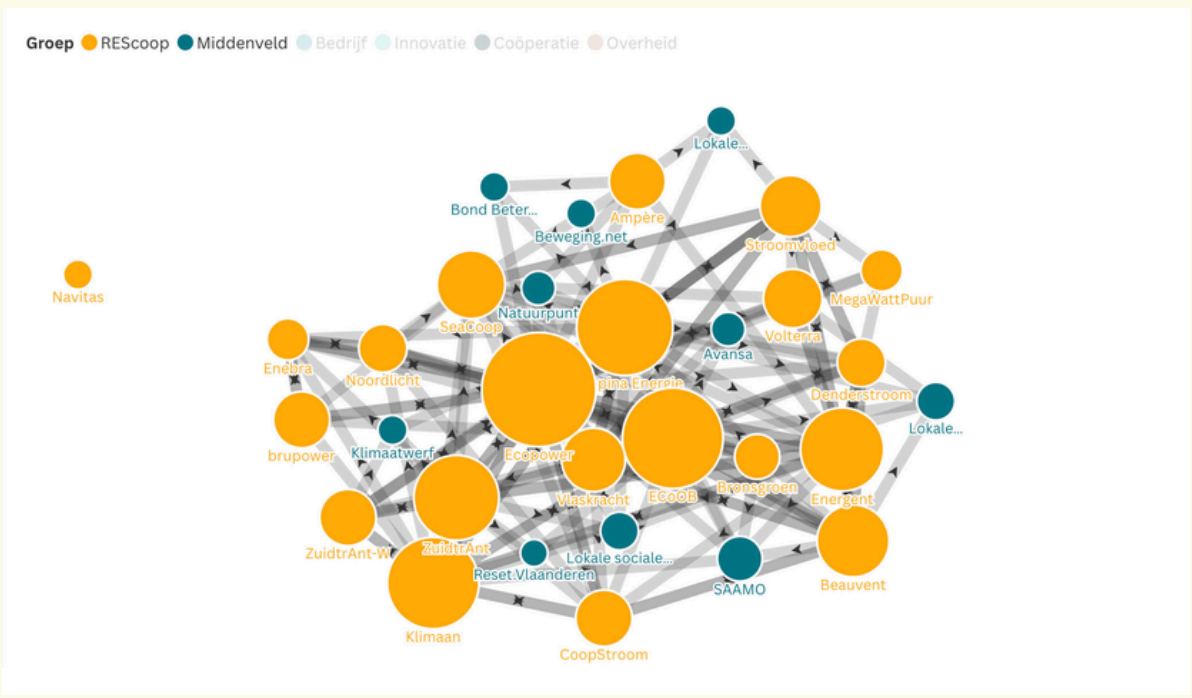 Groep REScoop Middenveld Bedrijf Innovatie Coöperatie Overheid
Lokale...
Bond Beter...
Ampère
Beweging.net
Stroomvloed
Navitas
MegaWattPuur
Natuurpunt
SeaCoop
Volterra
Avansa
Enebra
Noordlicht
pina Energie
Denderstroom
Lokale...
Klimaatwerf
brupower
Ecopower
Bronsgroen
Vlaskracht
ECoOB
Energent
ZuidtrAnt-W
ZuidtrAnt
Lokale sociale...
Reset.Vlaanderen
SAAMO
Beauvent
Klimaan
CoopStroom